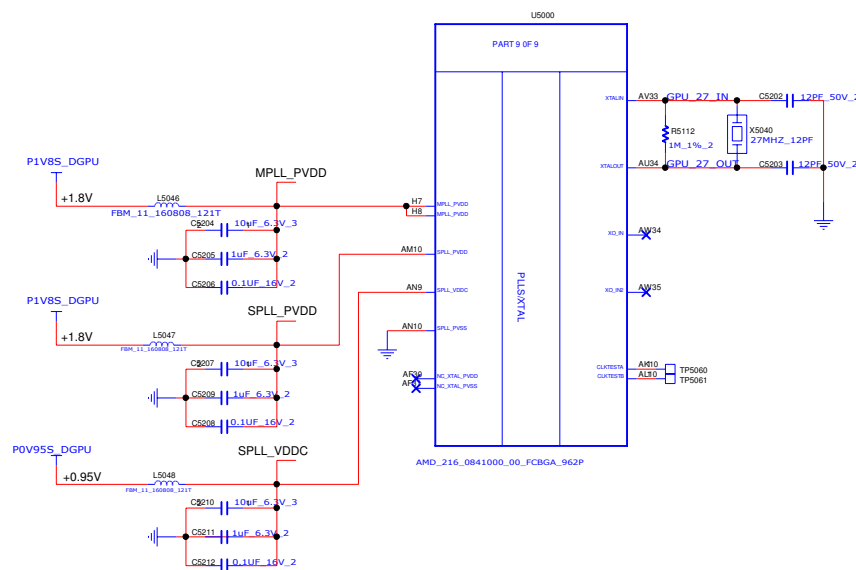 U5000
PART 9 0F 9
PLLS/XTAL
AMD_216_0841000_00_FCBGA_962P
XTALIN
AV33
GPU_27_IN
C5202
12PF_50V_2
R5112
1M_1%_2
X5040
27MHZ_12PF
XTALOUT
AU34
GPU_27_OUT
C5203
12PF_50V_2
XO_IN
AW34
XO_IN2
AW35
CLKTESTA
AK10
TP5060
CLKTESTB
AL10
TP5061
P1V8S_DGPU
+1.8V
L5046
FBM_11_160808_121T
MPLL_PVDD
H7
MPLL_PVDD
H8
MPLL_PVDD
C5204
10uF_6.3V_3
C5205
1uF_6.3V_2
C5206
0.1UF_16V_2
AM10
SPLL_PVDD
AN9
SPLL_VDDC
AN10
SPLL_PVSS
NC_XTAL_PVDD
NC_XTAL_PVSS
P1V8S_DGPU
+1.8V
L5047
FBM_11_160808_121T
SPLL_PVDD
C5207
10uF_6.3V_3
C5209
1uF_6.3V_2
C5208
0.1UF_16V_2
P0V95S_DGPU
+0.95V
L5048
FBM_11_160808_121T
SPLL_VDDC
C5210
10uF_6.3V_3
C5211
1uF_6.3V_2
C5212
0.1UF_16V_2